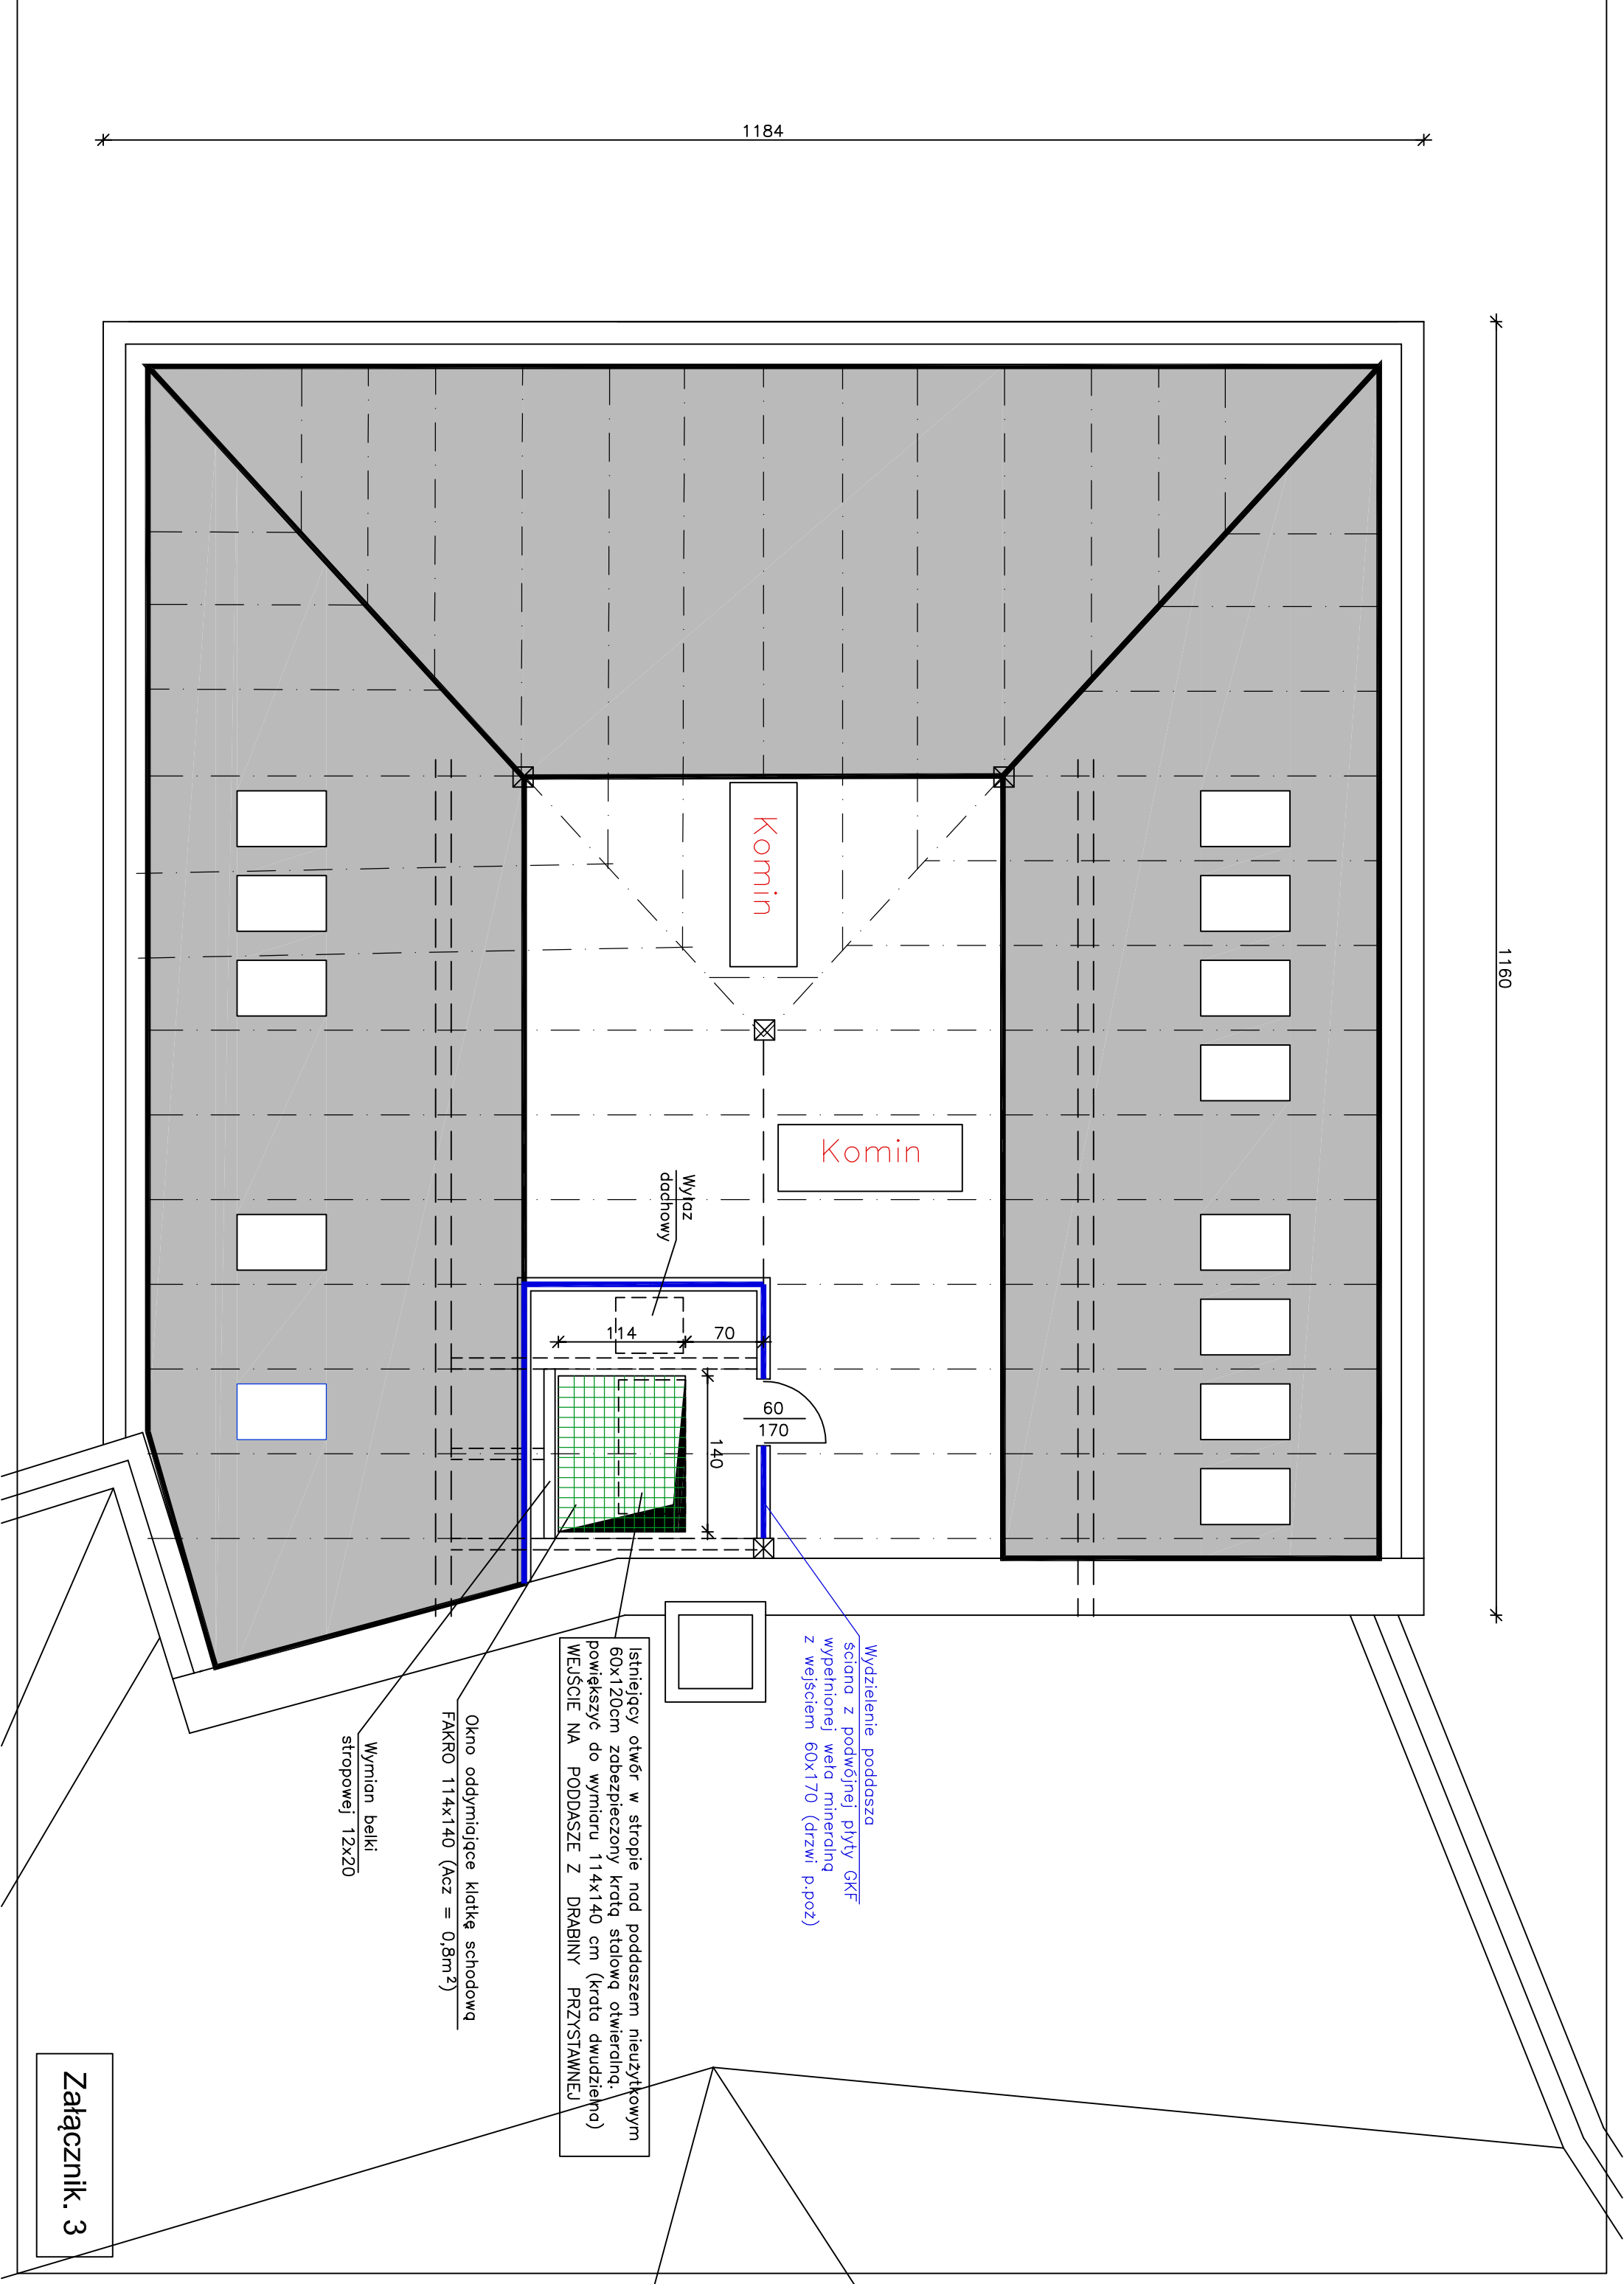 1184
1160
Komin
Komin
Wyłaz
dachowy
114
70
60
170
140
Wydzielenie poddasza
ściana z podwójnej płyty GKF
wypełnionej wełą mineralną
z wejściem 60x170 (drzwi p.poż)
Istniejący otwór w stropie nad poddaszem nieużytkowym
60x120cm zabezpieczony kratą stalową otwieralną.
powiększyć do wymiaru 114x140 cm (krata dwudzielna)
WEJŚCIE NA PODDASZE Z DRABINY PRZYSTAWNEJ
Okno oddymiające klatkę schodową
FAKRO 114x140 (Acz = 0,8m²)
Wymian belki
stropowej 12x20
Załącznik. 3